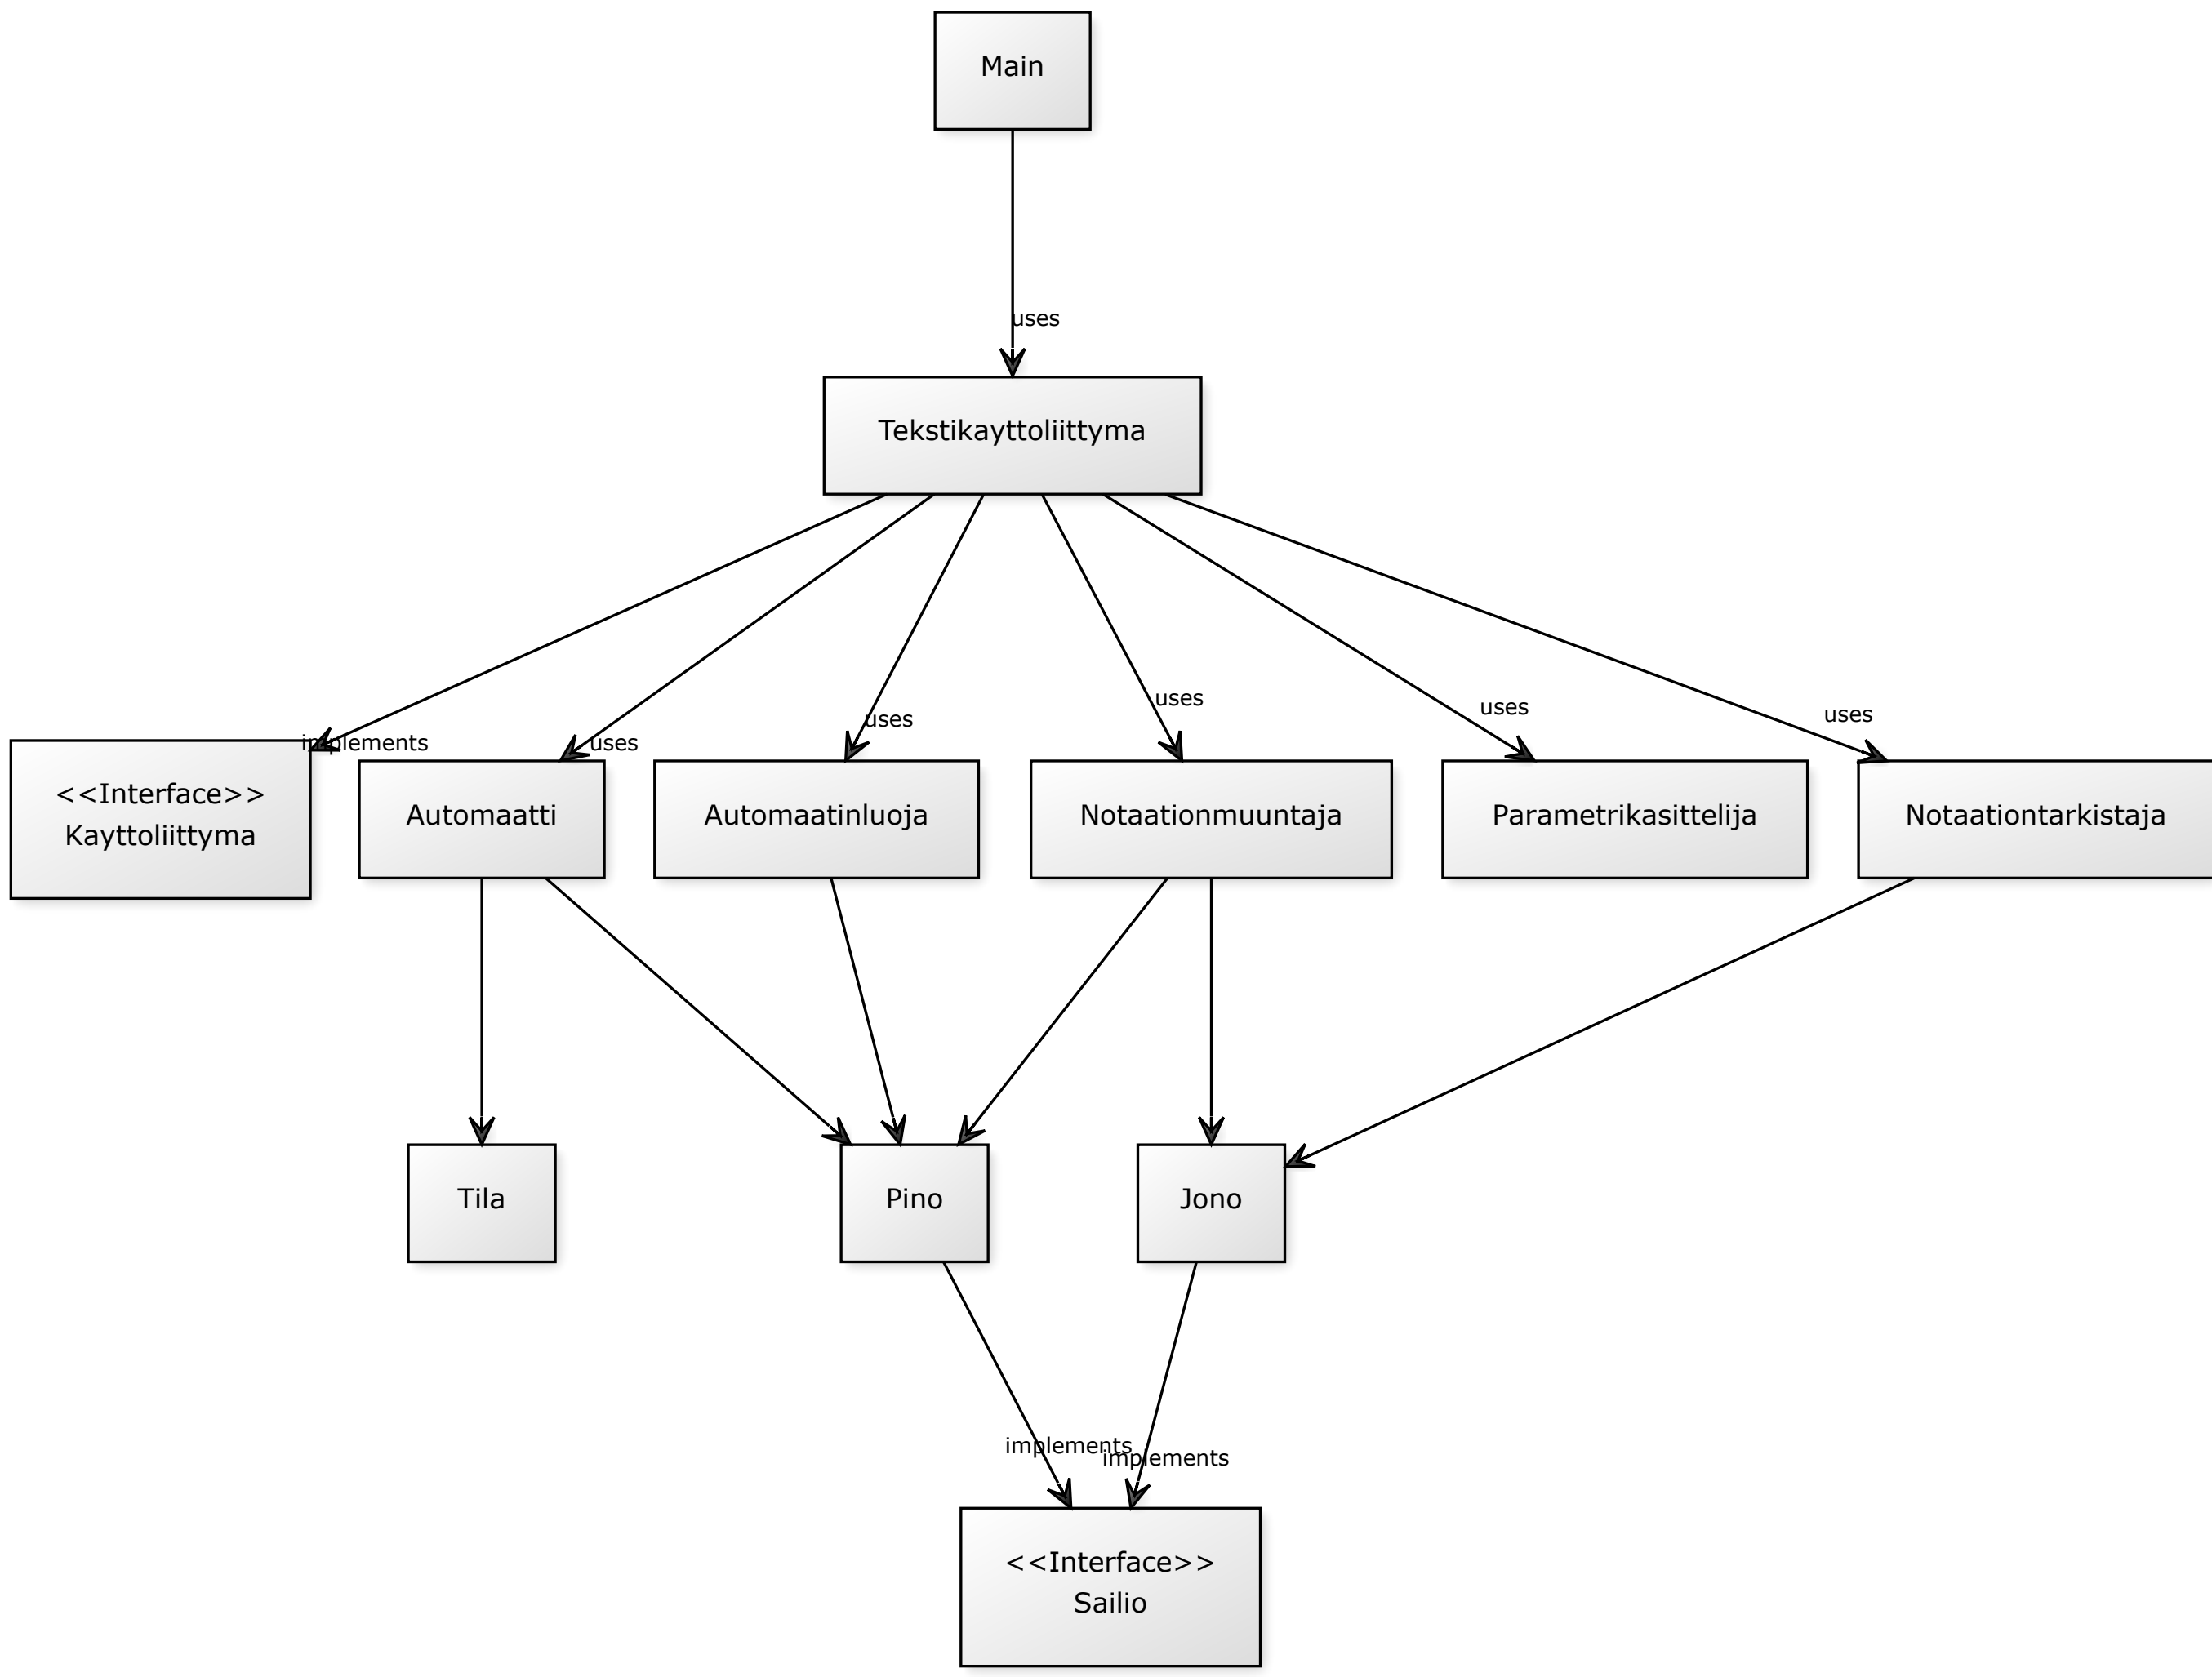 Main
uses
Tekstikayttoliittyma
implements
uses
uses
uses
uses
uses
<<Interface>>
Kayttoliittyma
Automaatti
Automaatinluoja
Notaationmuuntaja
Parametrikasittelija
Notaationtarkistaja
Tila
Pino
Jono
implements
implements
<<Interface>>
Sailio